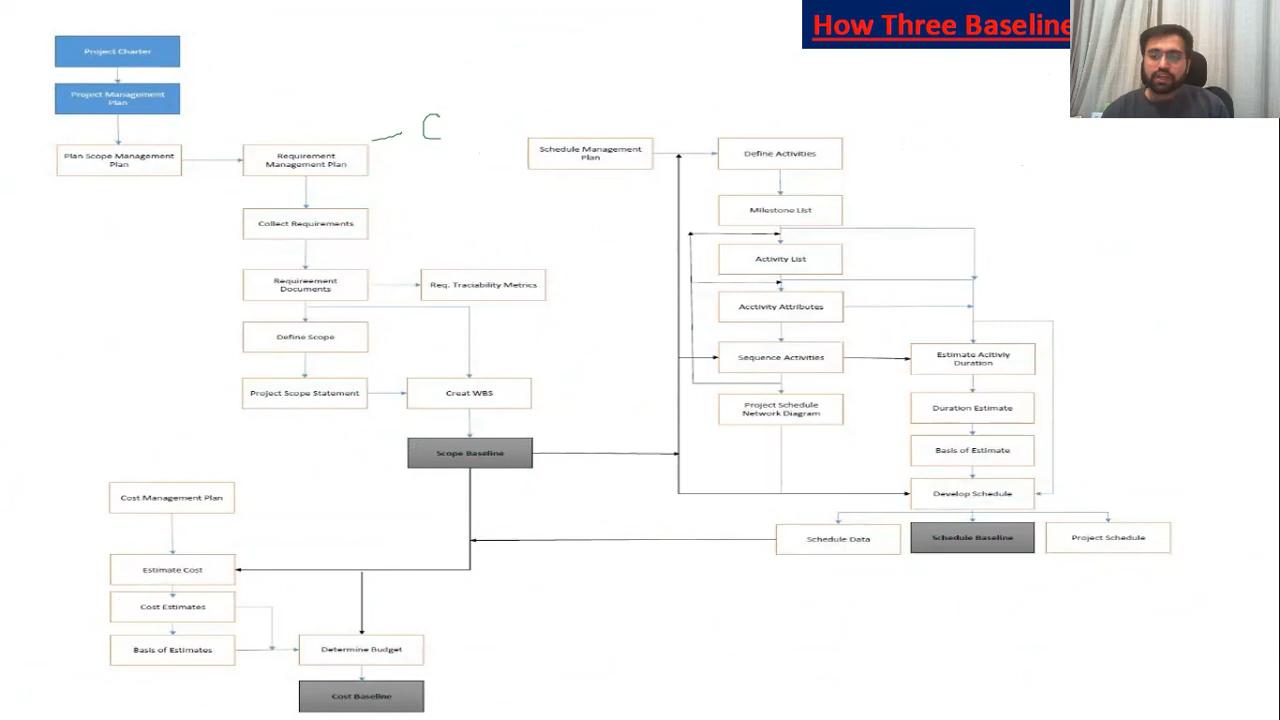 How Three Baseline
Project Charter
Project Management
Plan
C
Plan Scope Management
Plan
Requirement
Management Plan
Schedule Management
Plan
Define Activities
Milestone List
Collect Requirements
Activity List
Requireement
Documents
Req. Traciability Metrics
Acctivity Attributes
Define Scope
Sequence Activities
Estimate Acitivly
Duration
Project Scope Statement
Creat WBS
Project Schedule
Network Diagram
Duration Estimate
Scope Baseline
Basis of Estimate
Cost Management Plan
Develop Schedule
Schedule Data
Schedule Baseline
Project Schedule
Estimate Cost
Cost Estimates
Basis of Estimates
Determine Budget
Cost Baseline